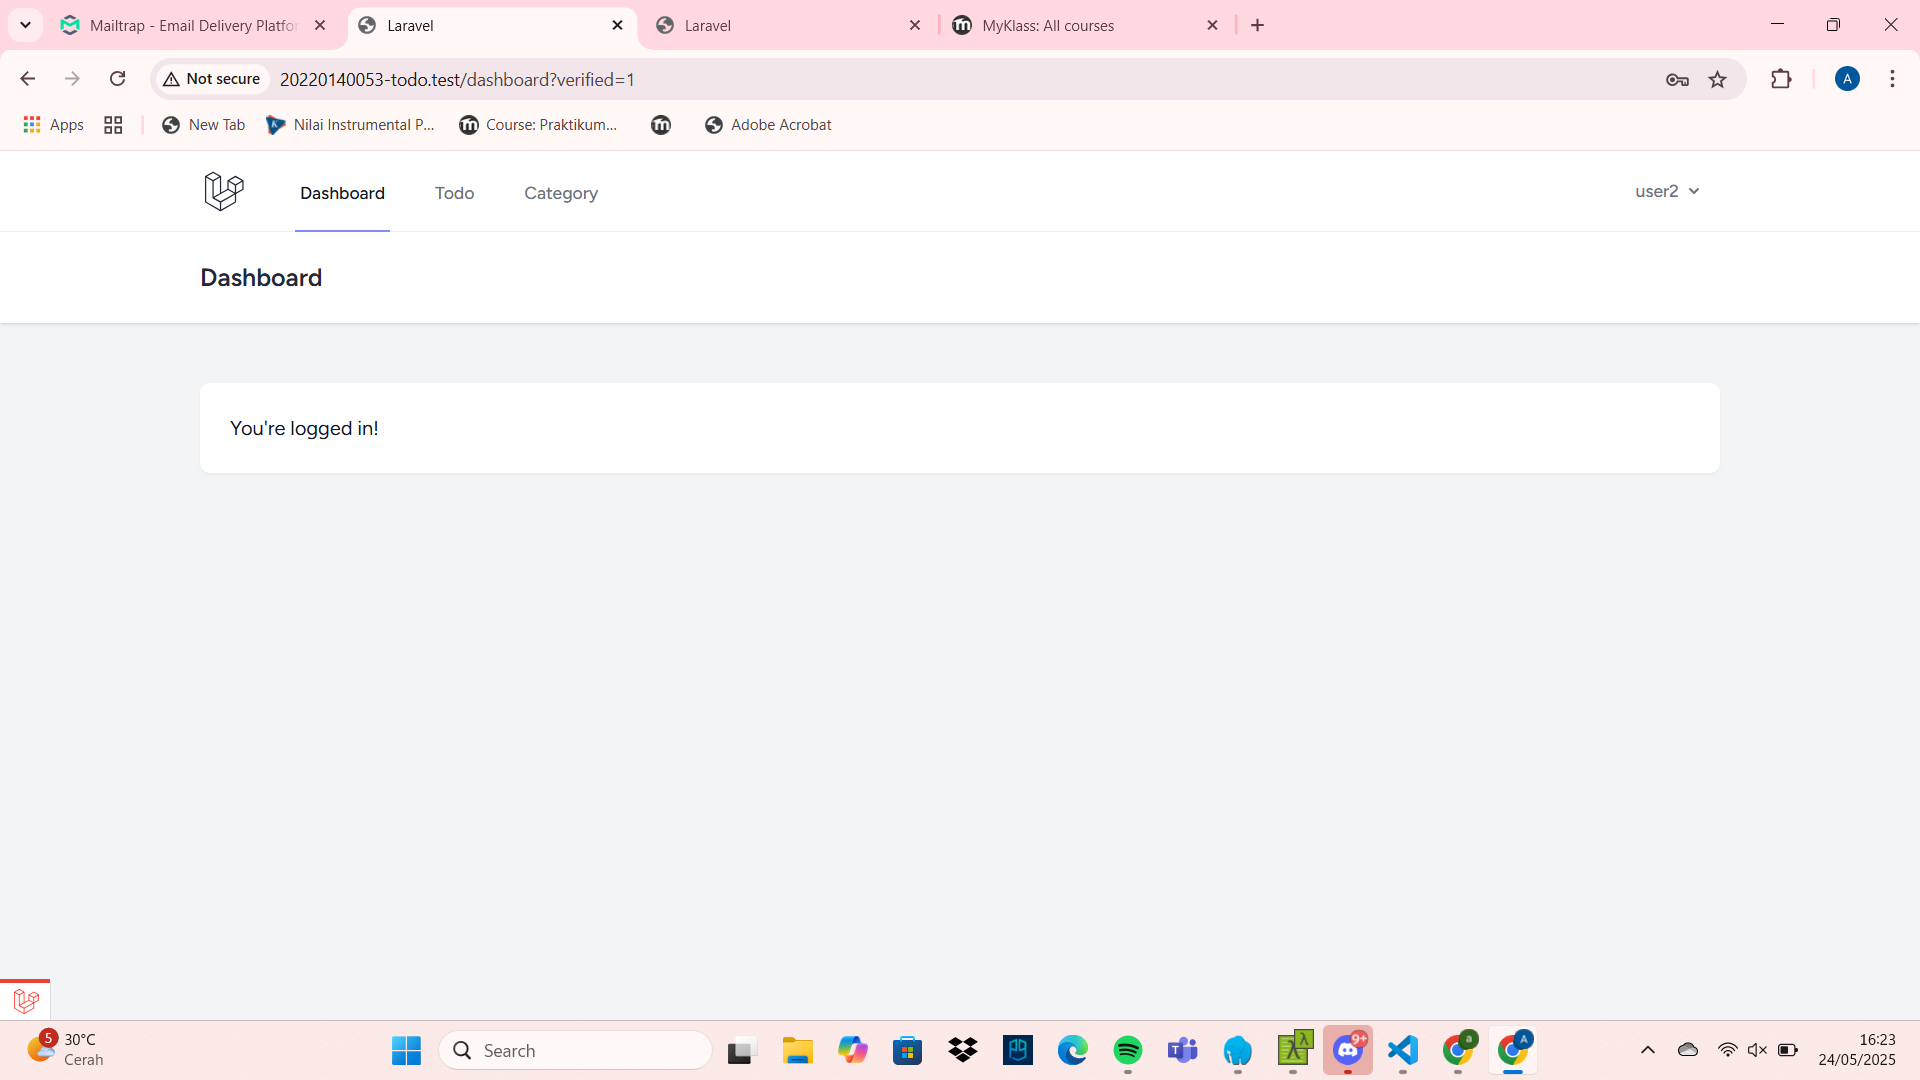 Mailtrap - Email Delivery Platfo
Laravel
Laravel
MyKlass: All courses
Not secure
20220140053-todo.test/dashboard?verified=1
A
Apps
New Tab
Nilai Instrumental P...
Course: Praktikum...
Adobe Acrobat
Dashboard
Todo
Category
user2
Dashboard
You're logged in!
5
30°C
Cerah
Search
9+
a
A
16:23
24/05/2025